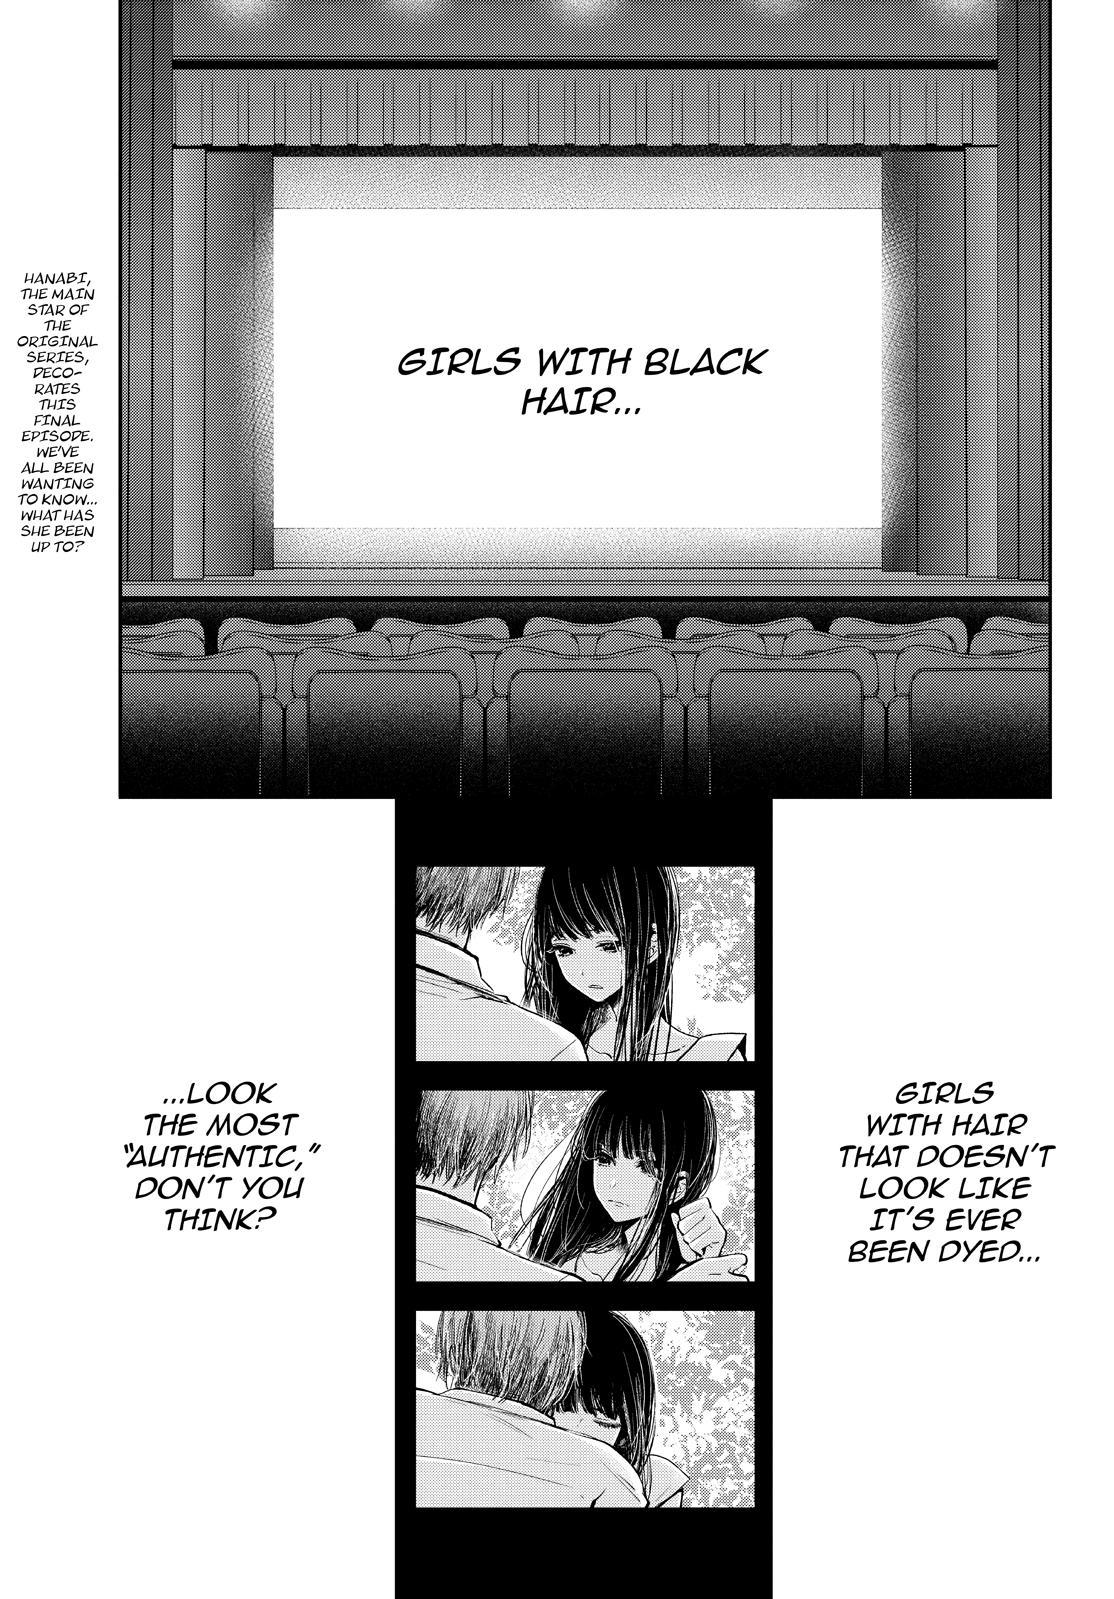 GIRLS WITH BLACK
HAIR...
HANABI,
THE MAIN
STAR OF
THE
ORIGINAL
SERIES,
DECO-
RATES
THIS
FINAL
EPISODE.
WE'VE
ALL BEEN
WANTING
TO KNOW...
WHAT HAS
SHE BEEN
UP TO?
GIRLS
WITH HAIR
THAT DOESN'T
LOOK LIKE
IT'S EVER
BEEN DYED...
...LOOK
THE MOST
"AUTHENTIC,"
DON'T YOU
THINK?